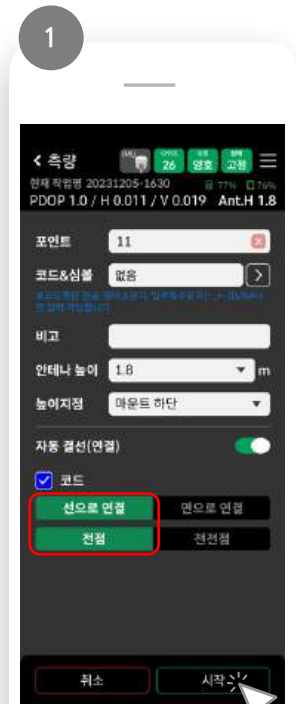 1
측량
26
양호
고정
현재 작업명 20231205-1630 77% 76%
PDOP 1.0 / H 0.011 / V 0.019 Ant.H 1.8
포인트 11
코드&심볼 없음
비고
안테나 높이 1.8 m
높이지점 마운트 하단
자동 결선(연결)
코드
선으로 연결 면으로 연결
전점 전전점
취소 시작